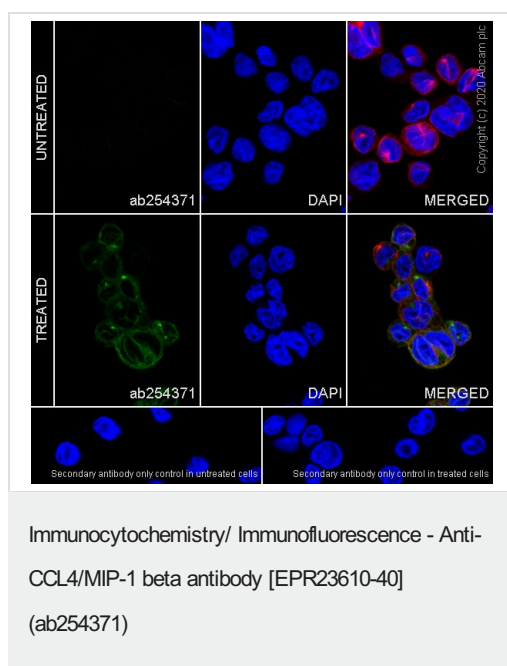 UNTREATED
ab254371
DAPI
MERGED
Copyright (c) 2020 Abcam plc
TREATED
ab254371
DAPI
MERGED
Secondary antibody only control in untreated cells
Secondary antibody only control in treated cells
Immunocytochemistry/ Immunofluorescence - Anti-
CCL4/MIP-1 beta antibody [EPR23610-40]
(ab254371)